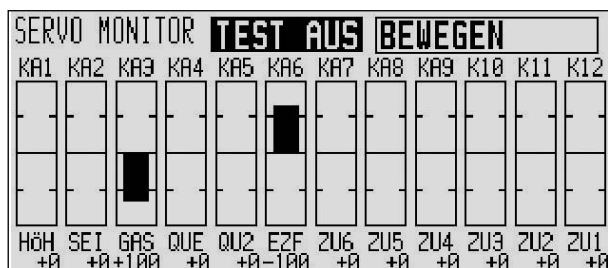 SERVO MONITOR TEST AUS BEWEGEN
KA1 KA2 KA3 KA4 KA5 KA6 KA7 KA8 KA9 K10 K11 K12
HöH SEI GAS QUE QU2 EZF ZU6 ZU5 ZU4 ZU3 ZU2 ZU1
+0 +0 +100 +0 +0 -100 +0 +0 +0 +0 +0 +0